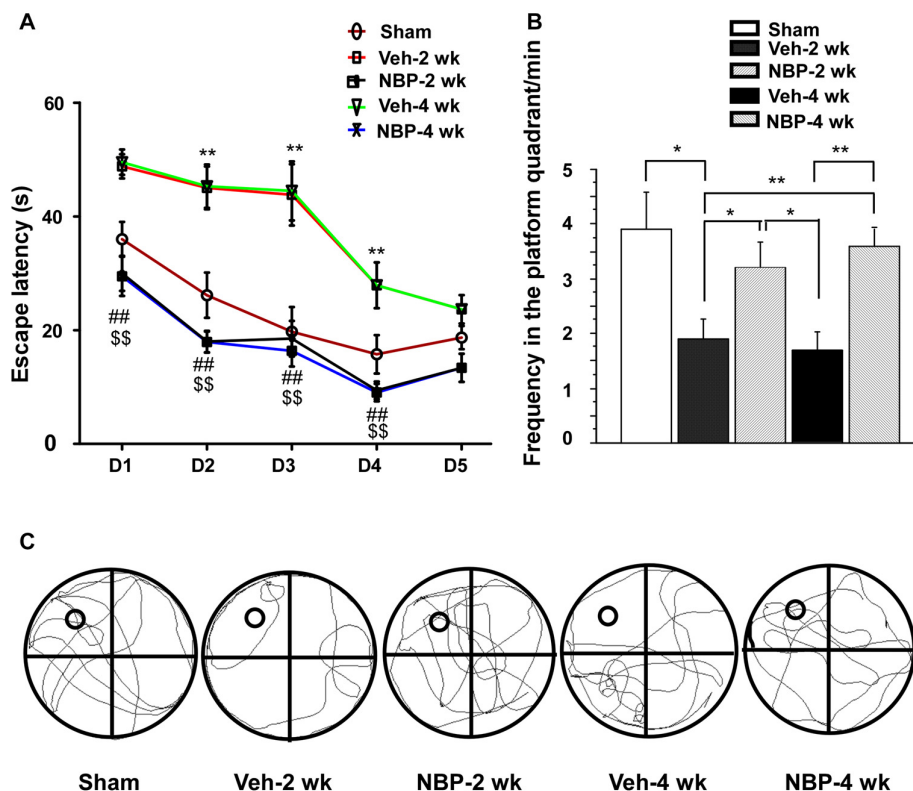 A
Sham
Veh-2 wk
NBP-2 wk
Veh-4 wk
NBP-4 wk
Escape latency (s)
60
40
20
0
**
**
**
##
$$
##
$$
##
$$
##
$$
D1 D2 D3 D4 D5
B
Sham
Veh-2 wk
NBP-2 wk
Veh-4 wk
NBP-4 wk
Frequency in the platform quadrant/min
5
4
3
2
1
0
*
**
**
*
*
C
Sham Veh-2 wk NBP-2 wk Veh-4 wk NBP-4 wk